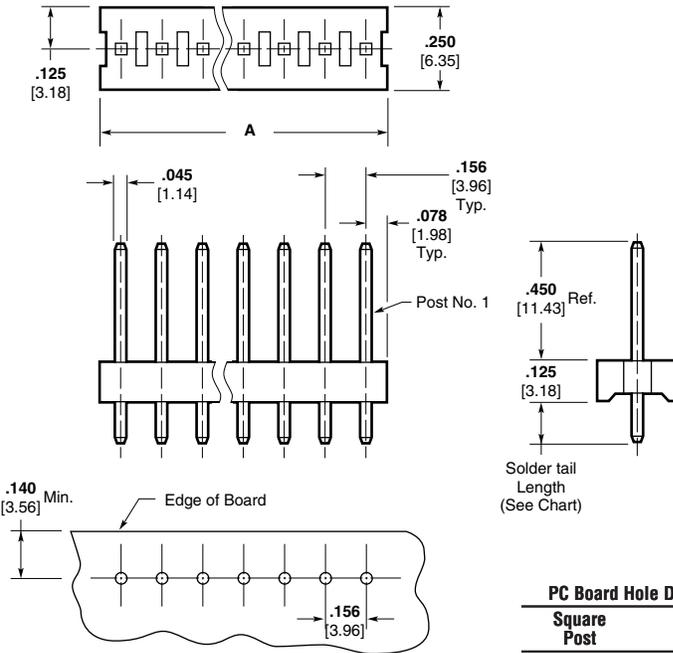 .125
[3.18]
.250
[6.35]
A
.045
[1.14]
.156
[3.96]
Typ.
.078
[1.98]
Typ.
Post No. 1
.450
[11.43]
Ref.
.125
[3.18]
Solder tail
Length
(See Chart)
.140
[3.56]
Min.
Edge of Board
.156
[3.96]
PC Board Hole D
Square
Post